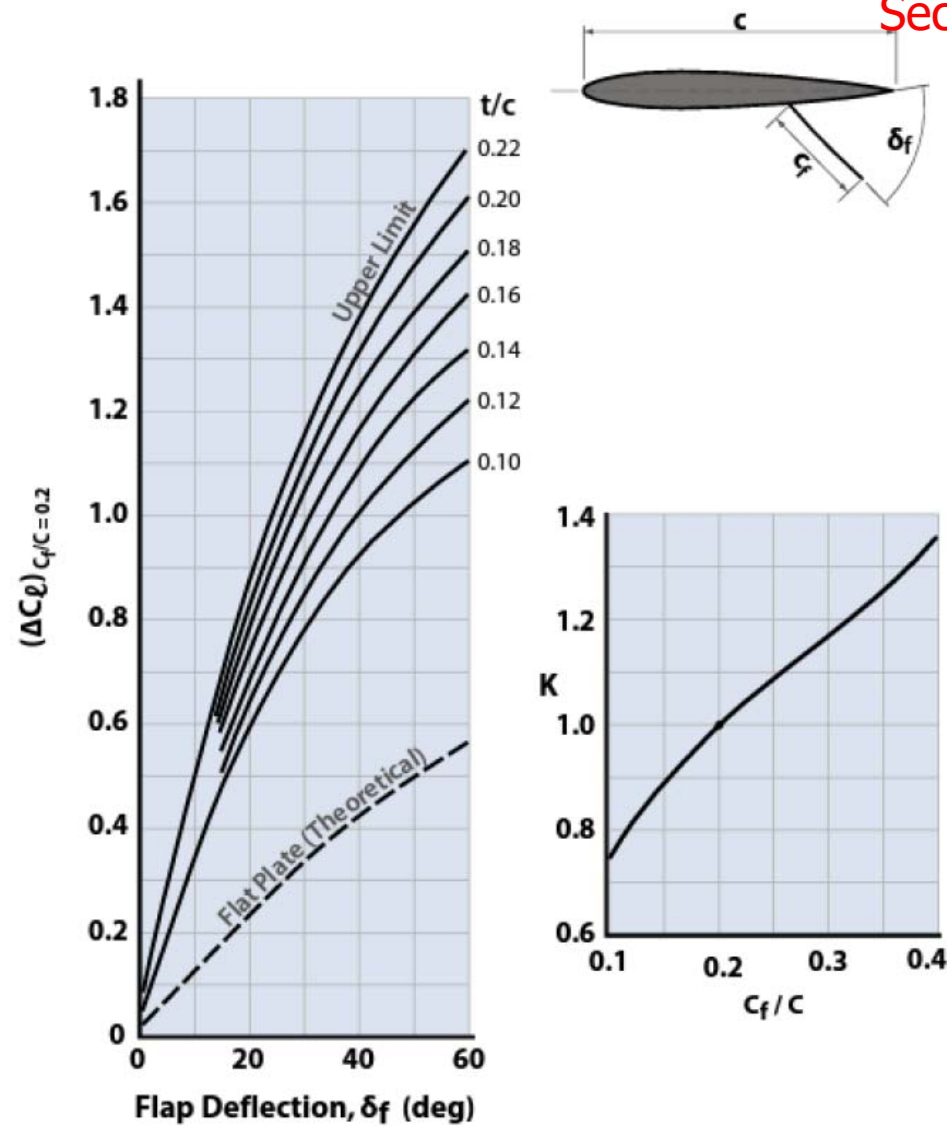 Sec
c
cf
δf
t/c
1.8
1.6
1.4
1.2
1.0
0.8
0.6
0.4
0.2
0
0.22
0.20
0.18
0.16
0.14
0.12
0.10
Upper Limit
Flat Plate (Theoretical)
(ΔCℓ)Cf/C = 0.2
0 20 40 60
Flap Deflection, δf (deg)
1.4
1.2
1.0
0.8
0.6
K
0.1 0.2 0.3 0.4
Cf / C